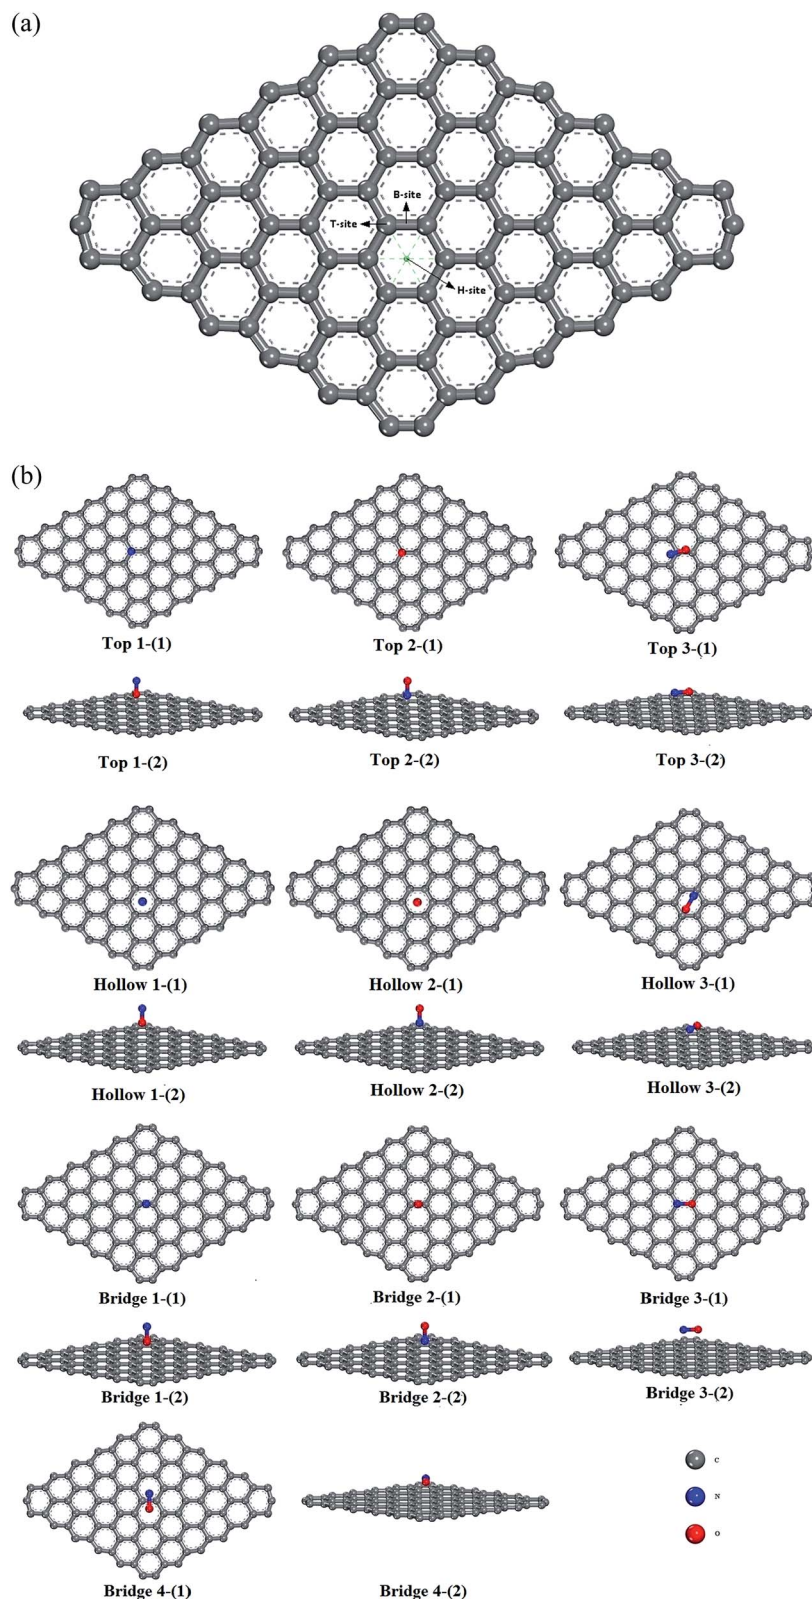 (a)
B-site
T-site
H-site
(b)
Top 1-(1) Top 2-(1) Top 3-(1)
Top 1-(2) Top 2-(2) Top 3-(2)
Hollow 1-(1) Hollow 2-(1) Hollow 3-(1)
Hollow 1-(2) Hollow 2-(2) Hollow 3-(2)
Bridge 1-(1) Bridge 2-(1) Bridge 3-(1)
Bridge 1-(2) Bridge 2-(2) Bridge 3-(2)
C
N
O
Bridge 4-(1) Bridge 4-(2)